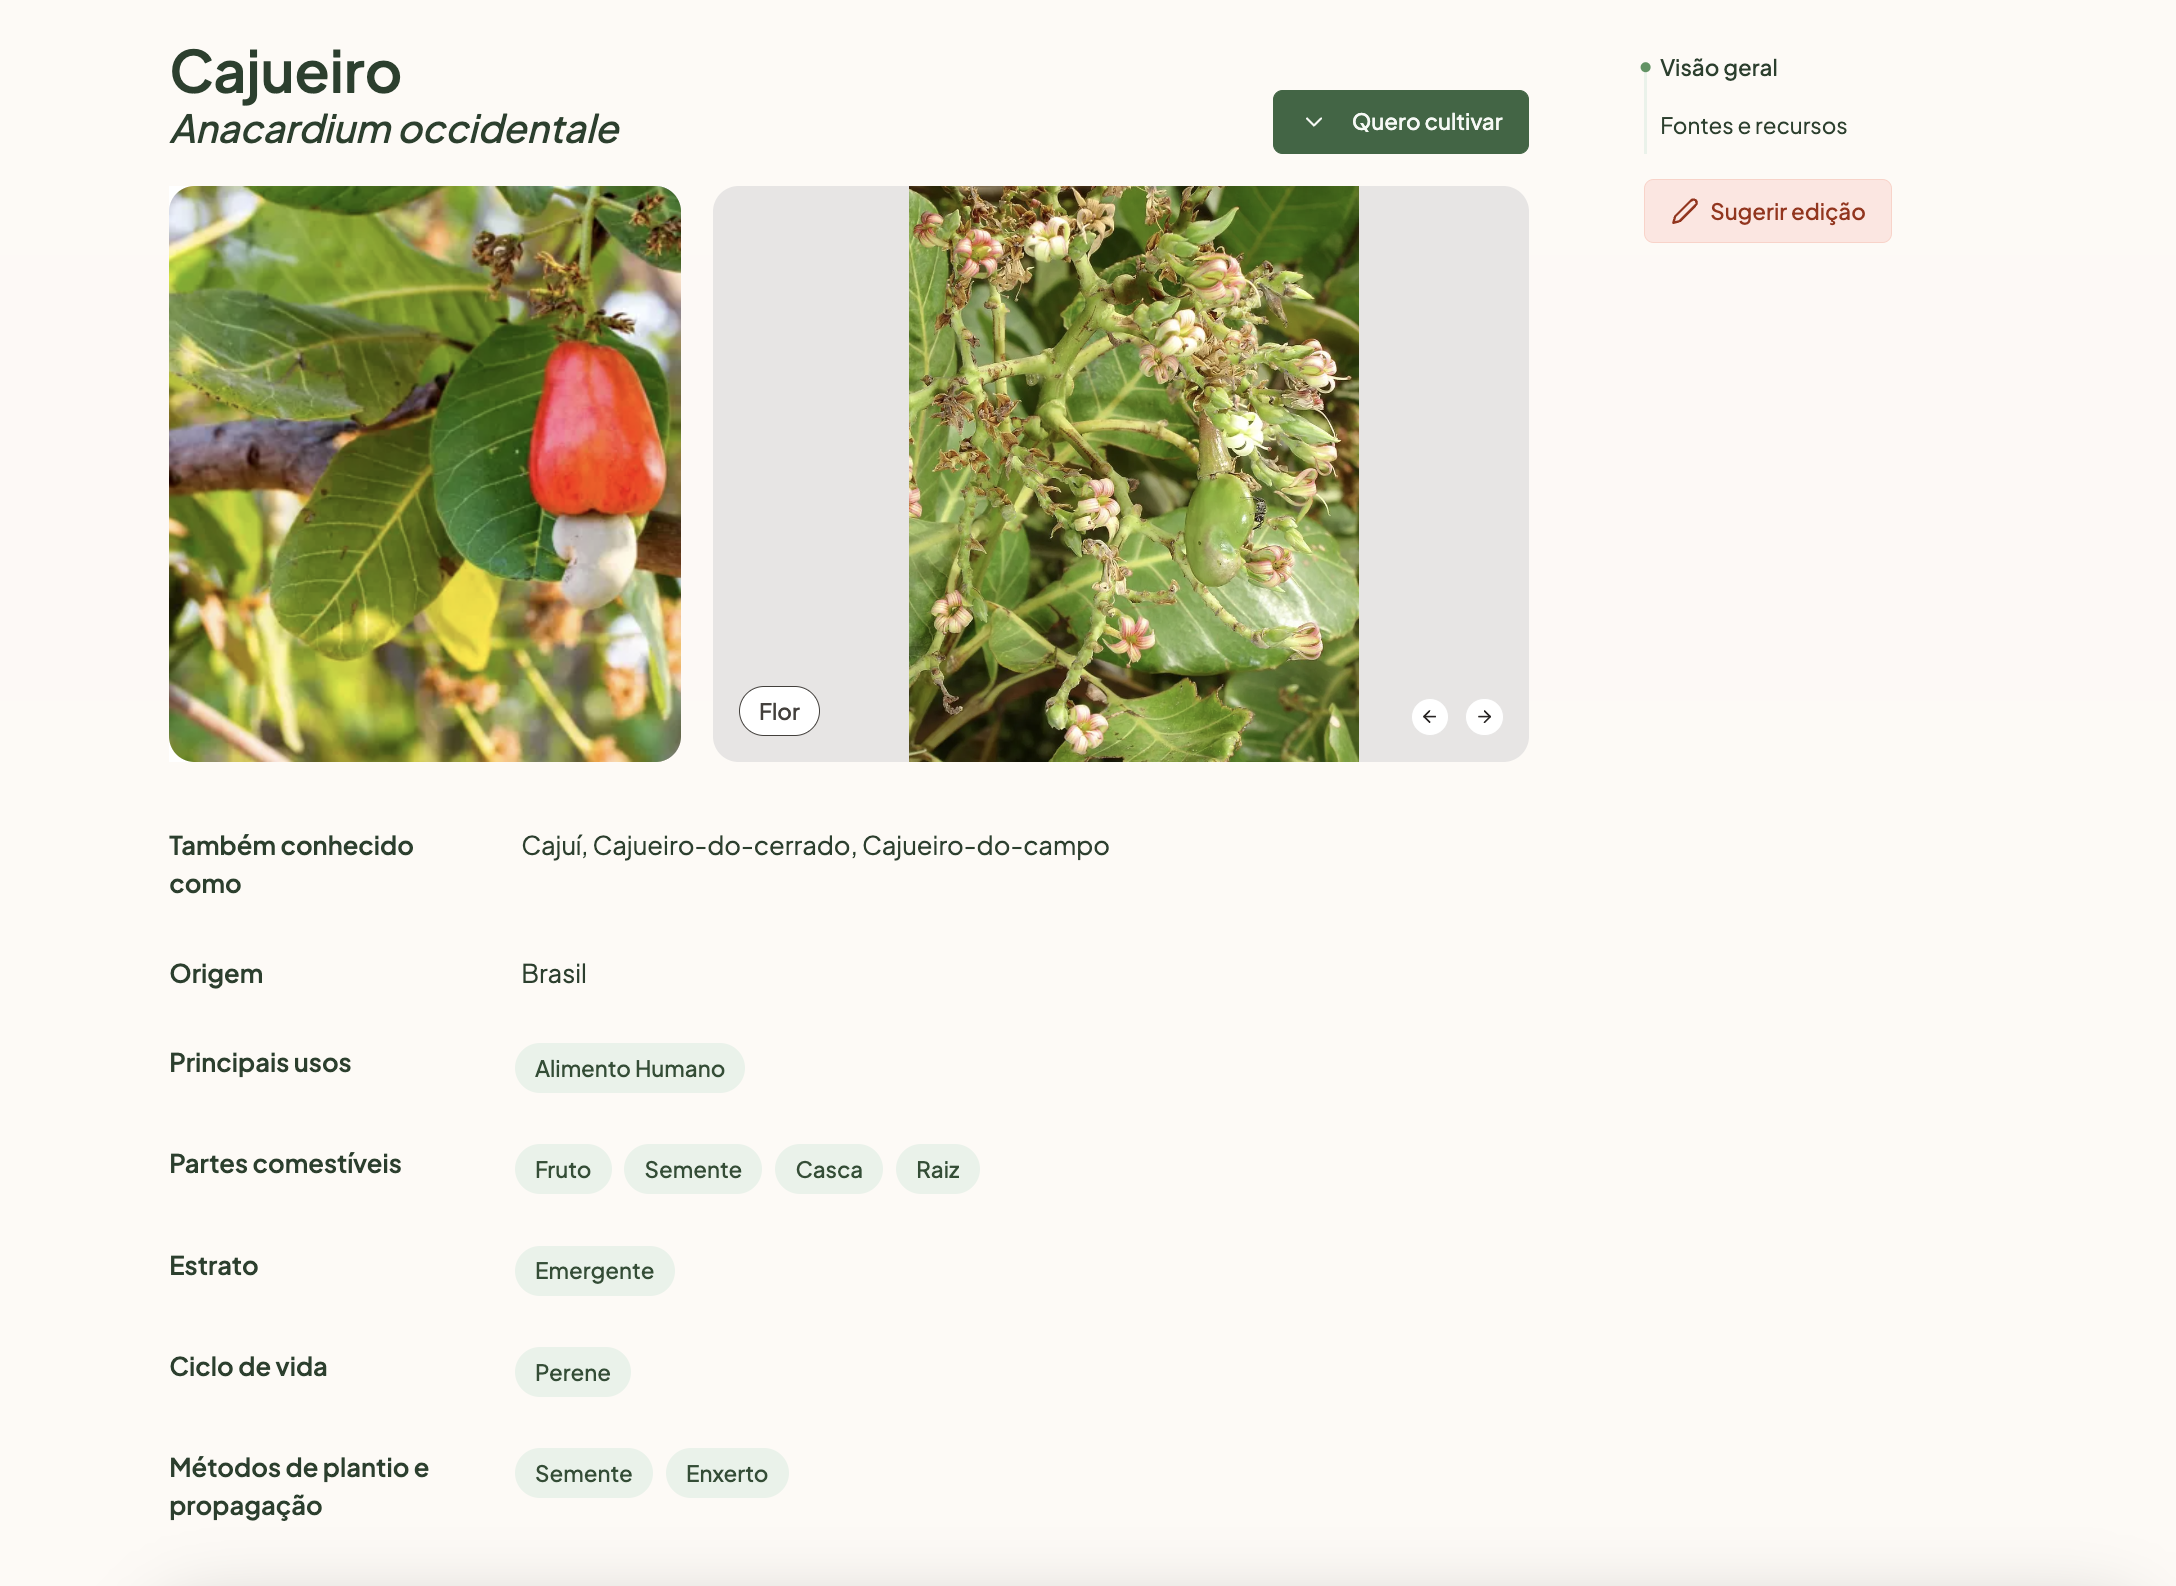 Cajueiro
Anacardium occidentale
Quero cultivar
Visão geral
Fontes e recursos
Sugerir edição
Flor
Também conhecido
como
Cajuí, Cajueiro-do-cerrado, Cajueiro-do-campo
Origem
Brasil
Principais usos
Alimento Humano
Partes comestíveis
Fruto Semente Casca Raiz
Estrato
Emergente
Ciclo de vida
Perene
Métodos de plantio e
propagação
Semente Enxerto